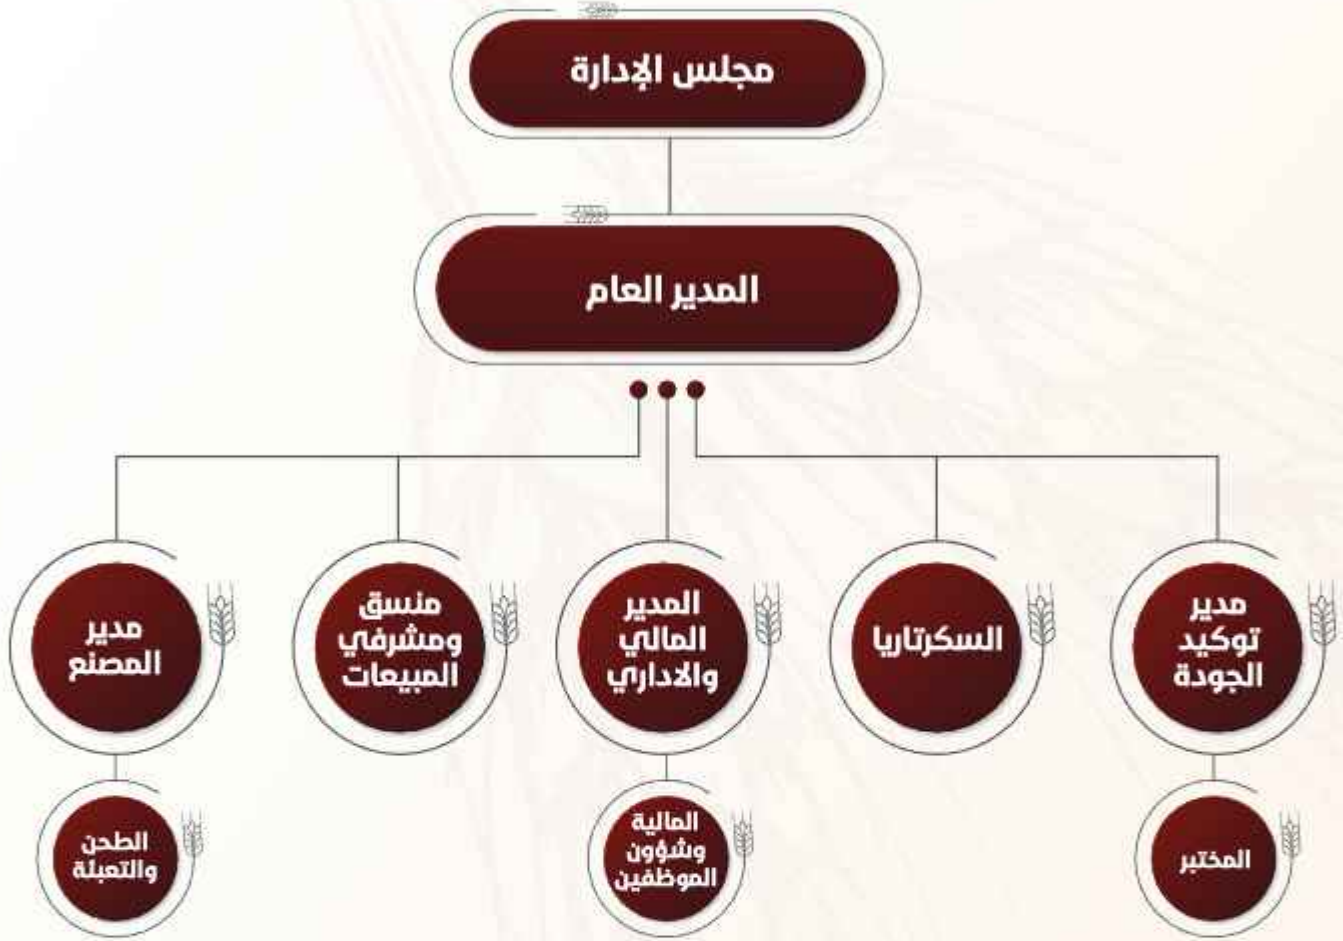 مجلس الإدارة
المدير العام
مدير
توكيد
الجودة
السكرتاريا
المدير
المالي
والاداري
منسق
ومشرفي
المبيعات
مدير
المصنع
المختبر
المالية
وشؤون
الموظفين
الطحن
والتعبئة